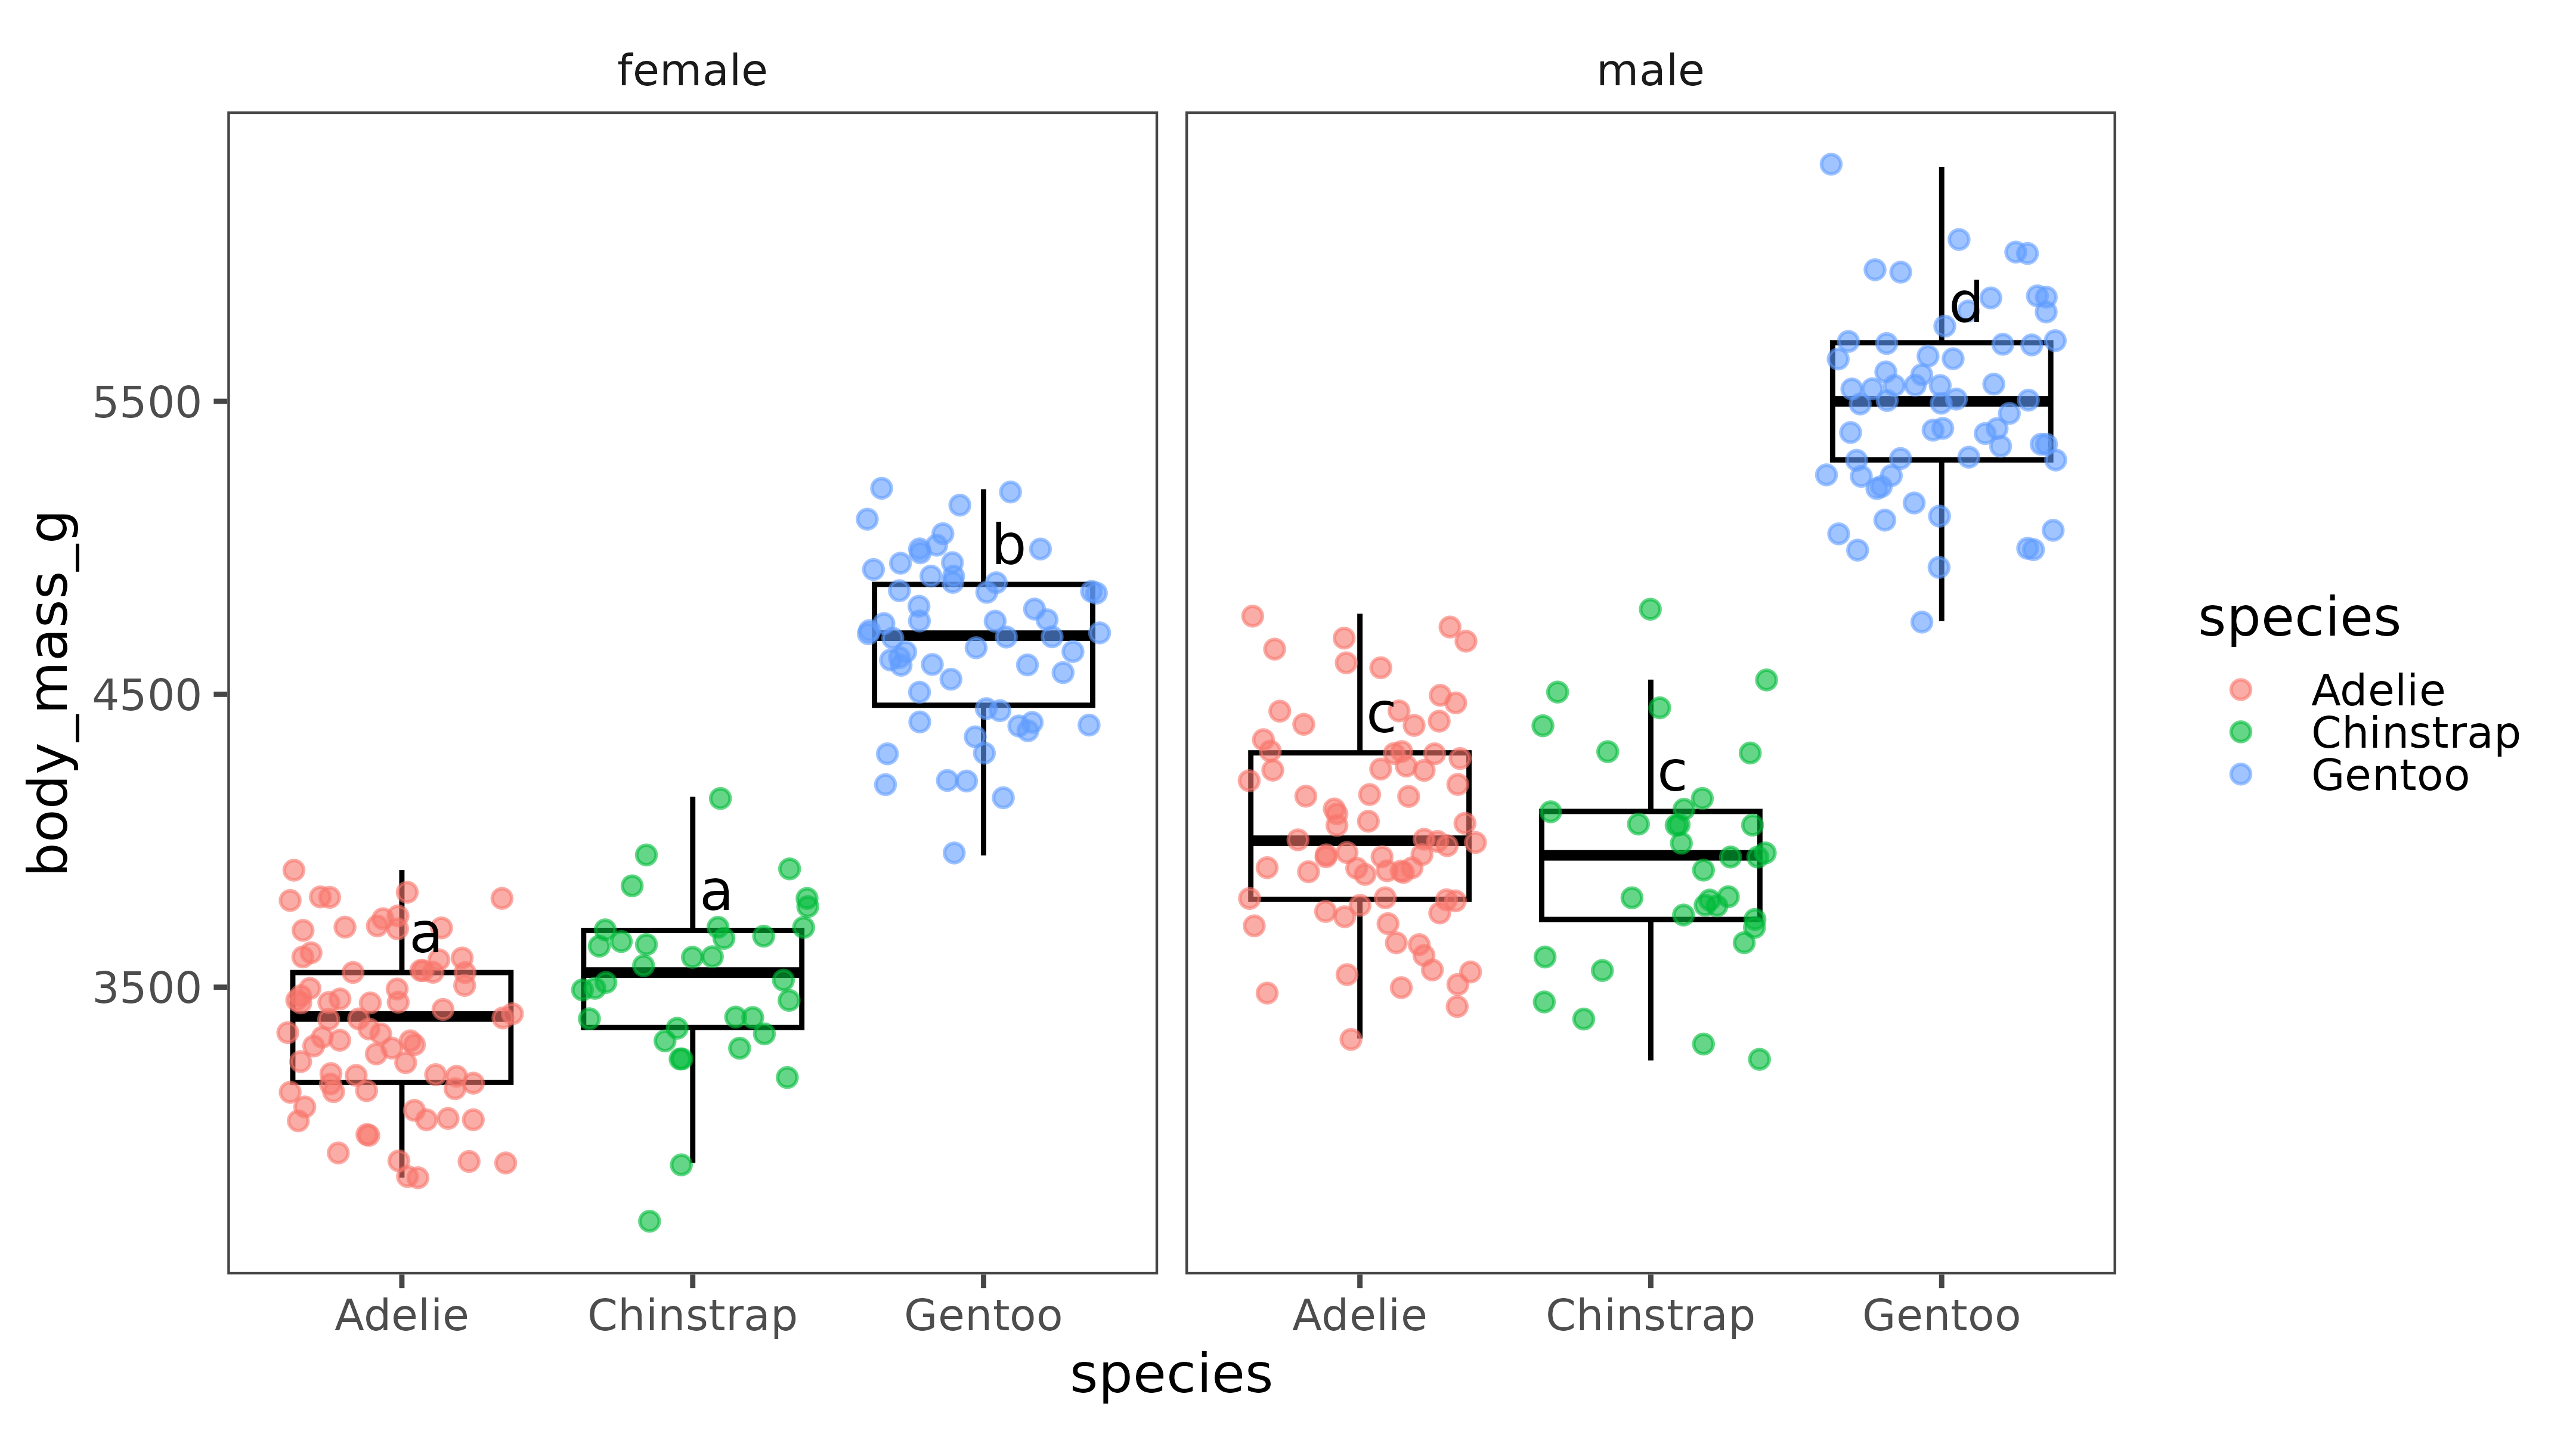 female
male
body_mass_g
5500
4500
3500
a
a
b
c
c
d
Adelie
Chinstrap
Gentoo
Adelie
Chinstrap
Gentoo
species
species
Adelie
Chinstrap
Gentoo